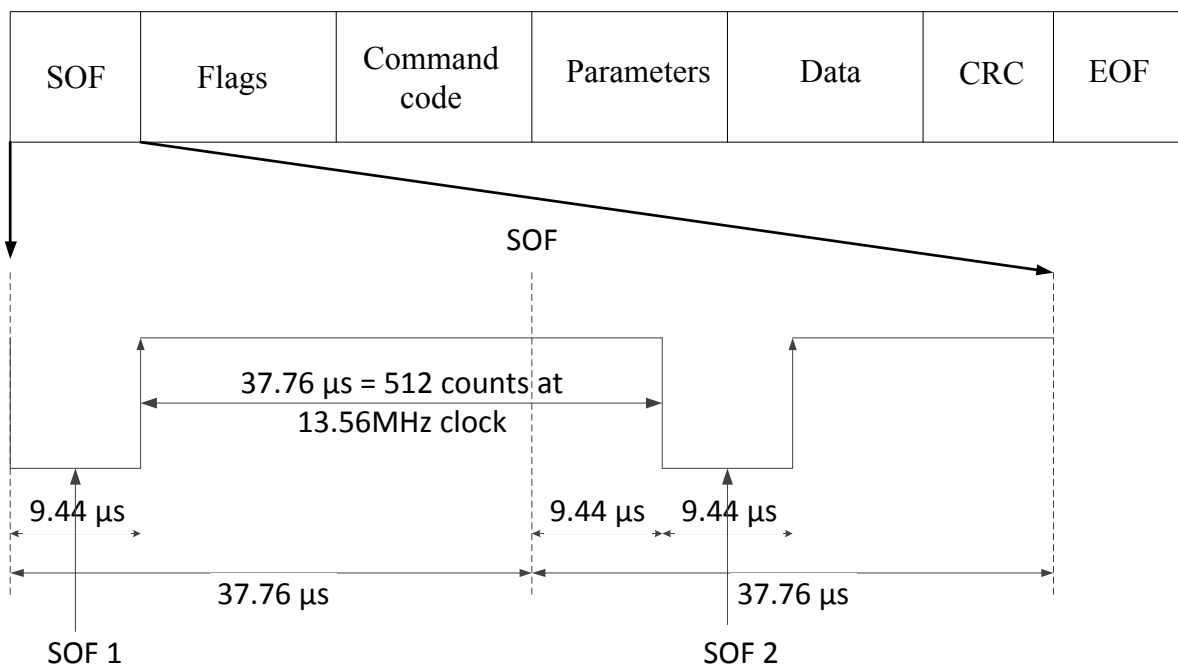 SOF
Flags
Command
code
Parameters
Data
CRC
EOF
SOF
37.76 µs = 512 counts at
13.56MHz clock
9.44 µs
9.44 µs
9.44 µs
37.76 µs
37.76 µs
SOF 1
SOF 2